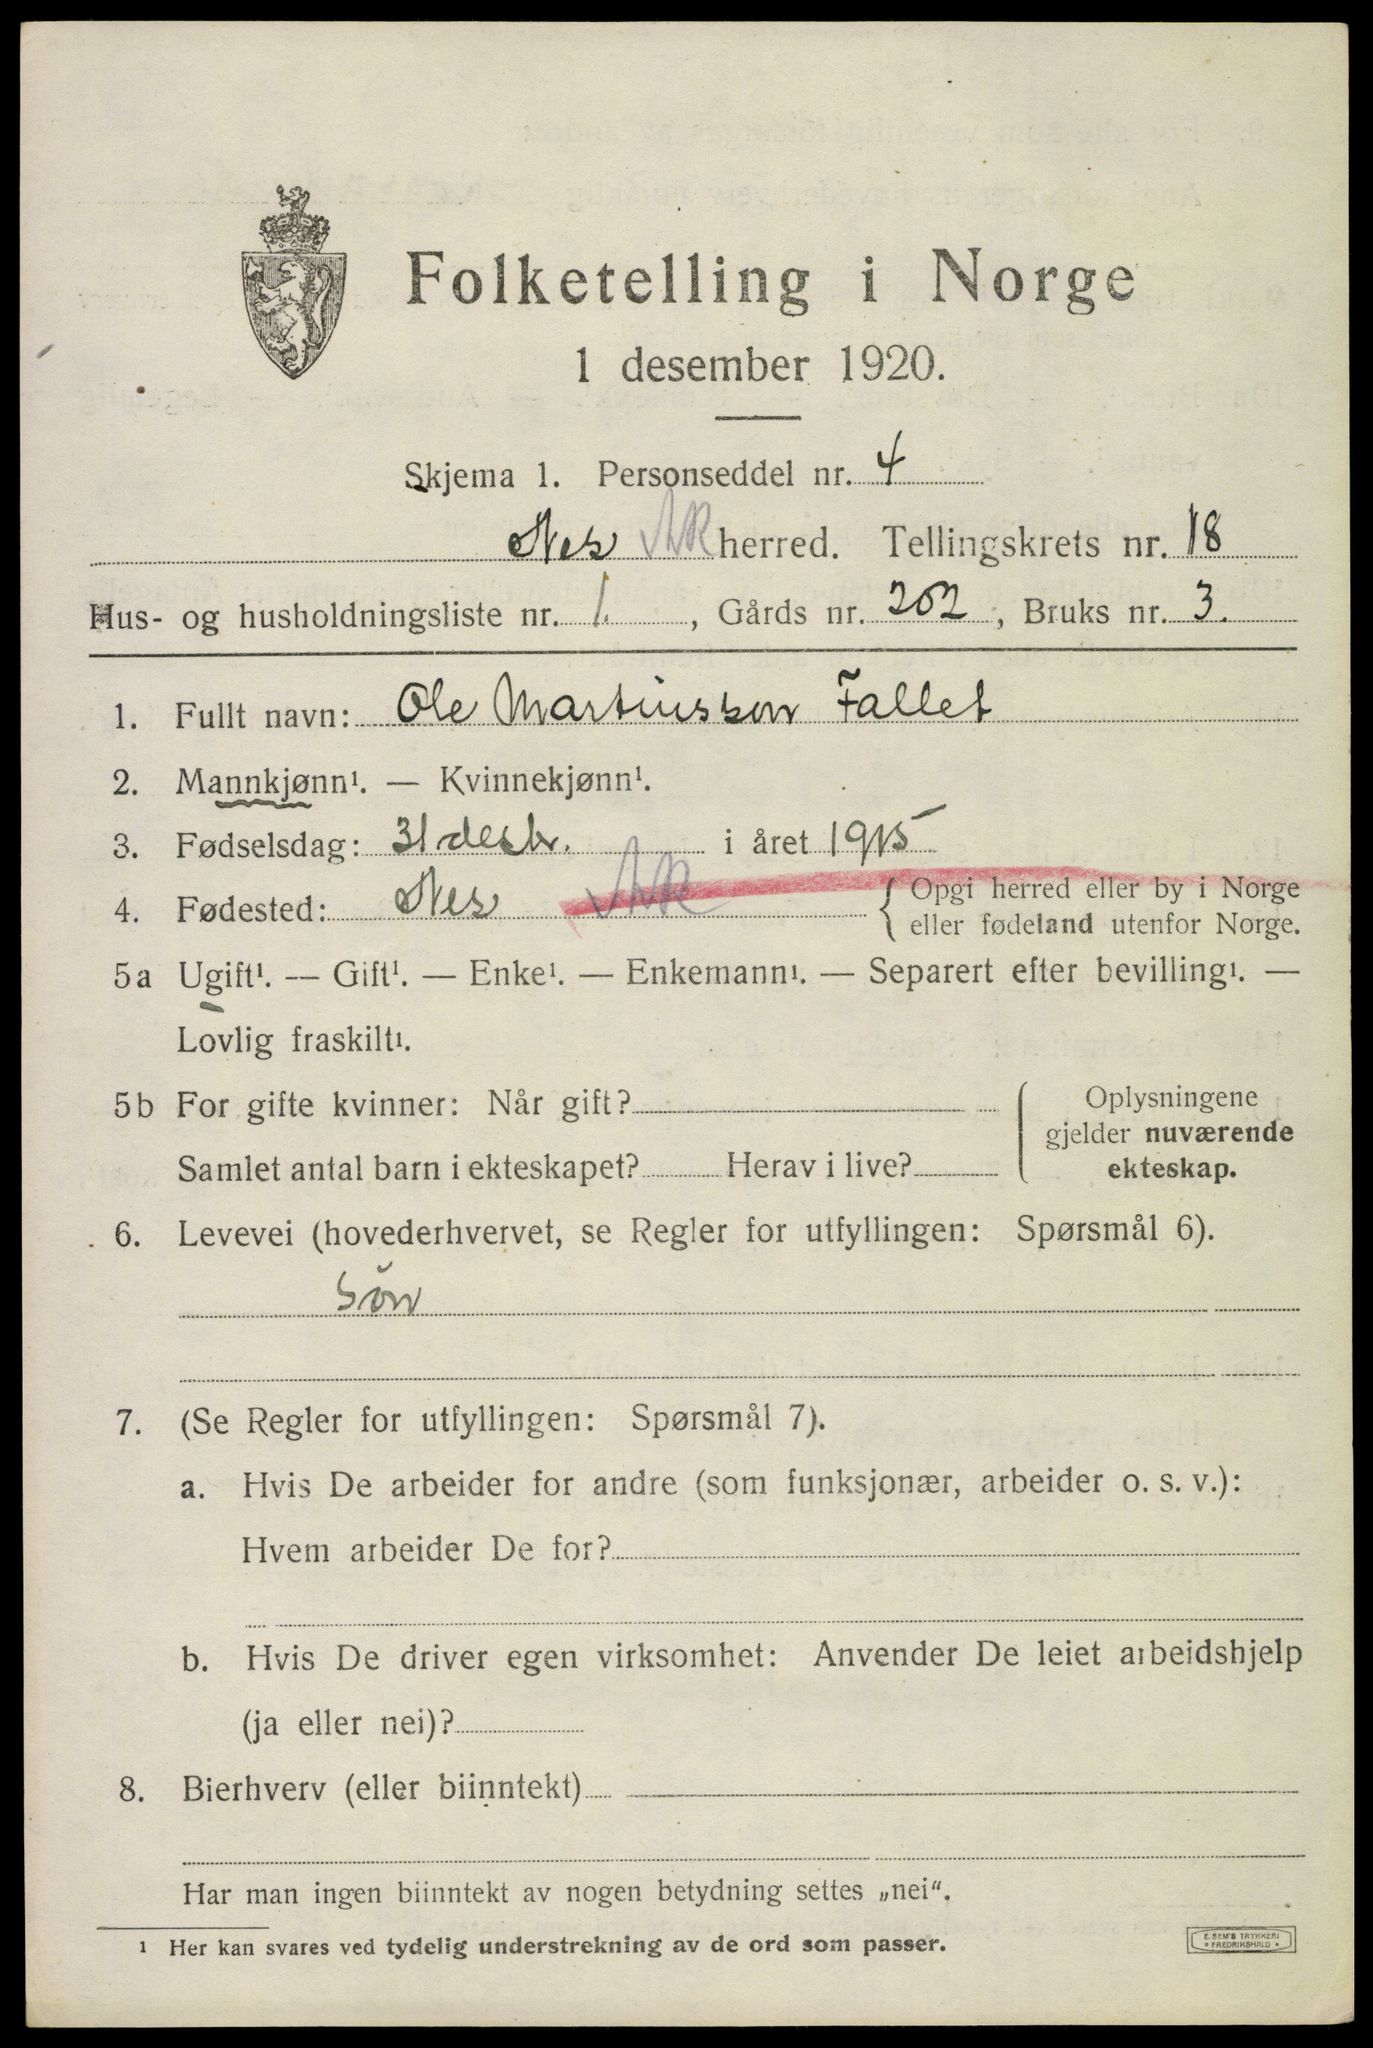 Folketelling i Norge
1 desember 1920.
Skjema 1. Personseddel nr. 4
Nes AK herred. Tellingskrets nr. 18
Hus- og husholdningsliste nr. 1. , Gårds nr. 202 , Bruks nr. 3.
1. Fullt navn: Ole Martinsson Fallet
2. Mannkjønn¹. — Kvinnekjønn¹.
3. Fødselsdag: 31 desbr. i året 1915
4. Fødested: Nes AK { Opgi herred eller by i Norge
eller fødeland utenfor Norge.
5a Ugift¹. — Gift¹. — Enke¹. — Enkemann¹. — Separert efter bevilling¹. —
Lovlig fraskilt¹.
5b For gifte kvinner: Når gift?
Samlet antal barn i ekteskapet? Herav i live?
Oplysningene
gjelder nuværende
ekteskap.
6. Levevei (hovederhvervet, se Regler for utfyllingen: Spørsmål 6).
Søn
7. (Se Regler for utfyllingen: Spørsmål 7).
a. Hvis De arbeider for andre (som funksjonær, arbeider o. s. v.):
Hvem arbeider De for?
b. Hvis De driver egen virksomhet: Anvender De leiet arbeidshjelp
(ja eller nei)?
8. Bierhverv (eller biinntekt)
Har man ingen biinntekt av nogen betydning settes „nei“.
¹ Her kan svares ved tydelig understrekning av de ord som passer.
E. SEM'S TRYKKERI
* FREDRIKSHALD *